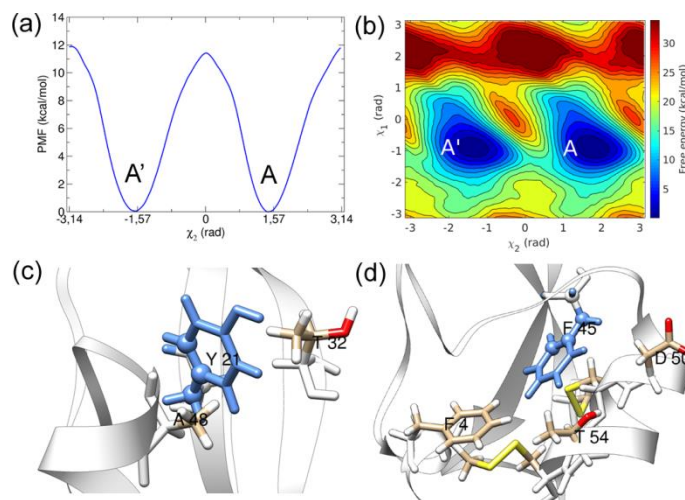 (a)
14
12
10
8
6
4
2
0
PMF (kcal/mol)
A'
A
-3,14
-1,57
0
1,57
3,14
χ2 (rad)
(b)
3
2
1
0
-1
-2
-3
χ1 (rad)
A'
A
-3 -2 -1 0 1 2 3
χ2 (rad)
30
25
20
15
10
5
Free energy (kcal/mol)
(c)
Y 21
T 32
A 48
(d)
F 45
D 50
F 4
T 54